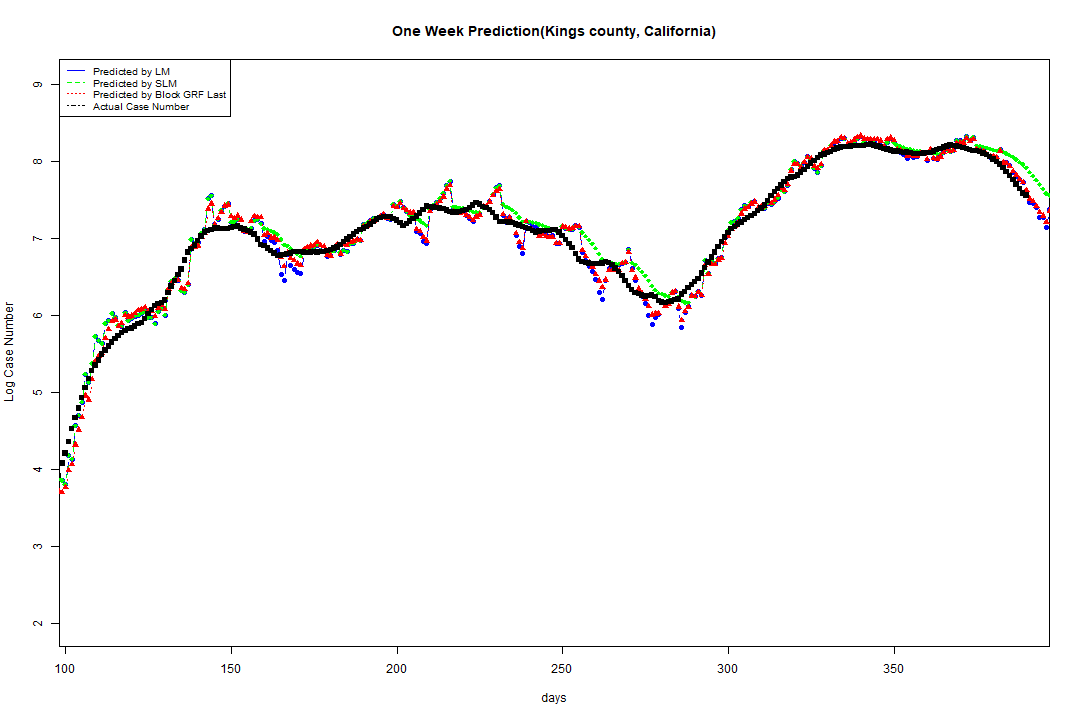 One Week Prediction(Kings county, California)
Predicted by LM
Predicted by SLM
Predicted by Block GRF Last
Actual Case Number
9
8
7
6
5
4
3
2
Log Case Number
100 150 200 250 300 350
days